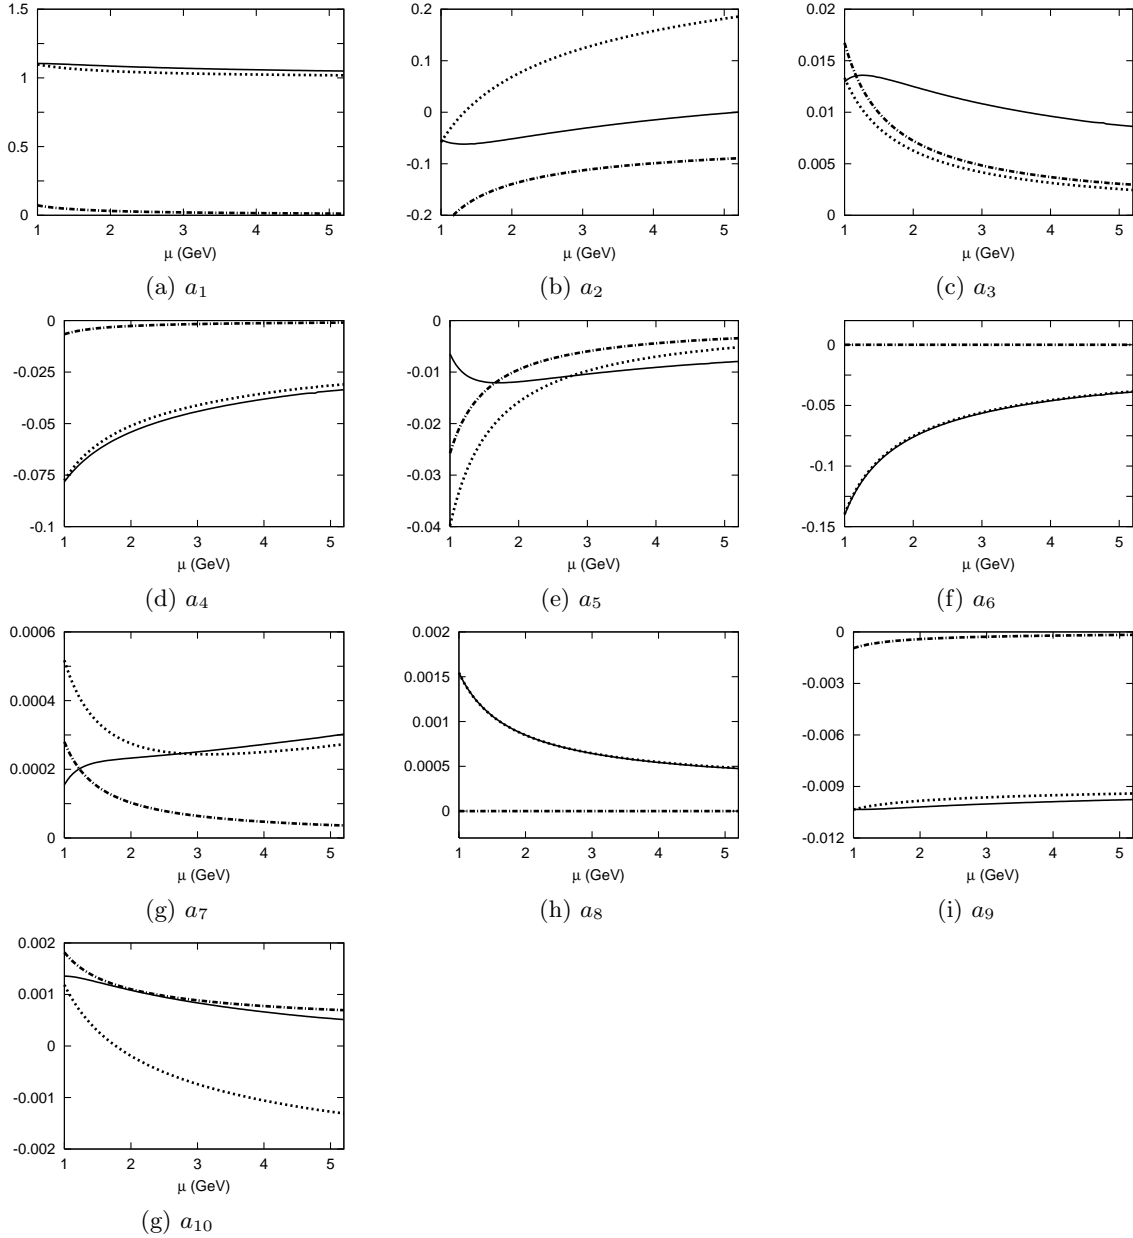 1.5
1
0.5
0
1 2 3 4 5
μ (GeV)
(a) a1
0.2
0.1
0
-0.1
-0.2
1 2 3 4 5
μ (GeV)
(b) a2
0.02
0.015
0.01
0.005
0
1 2 3 4 5
μ (GeV)
(c) a3
0
-0.025
-0.05
-0.075
-0.1
1 2 3 4 5
μ (GeV)
(d) a4
0
-0.01
-0.02
-0.03
-0.04
1 2 3 4 5
μ (GeV)
(e) a5
0
-0.05
-0.1
-0.15
1 2 3 4 5
μ (GeV)
(f) a6
0.0006
0.0004
0.0002
0
1 2 3 4 5
μ (GeV)
(g) a7
0.002
0.0015
0.001
0.0005
0
1 2 3 4 5
μ (GeV)
(h) a8
0
-0.003
-0.006
-0.009
-0.012
1 2 3 4 5
μ (GeV)
(i) a9
0.002
0.001
0
-0.001
-0.002
1 2 3 4 5
μ (GeV)
(g) a10